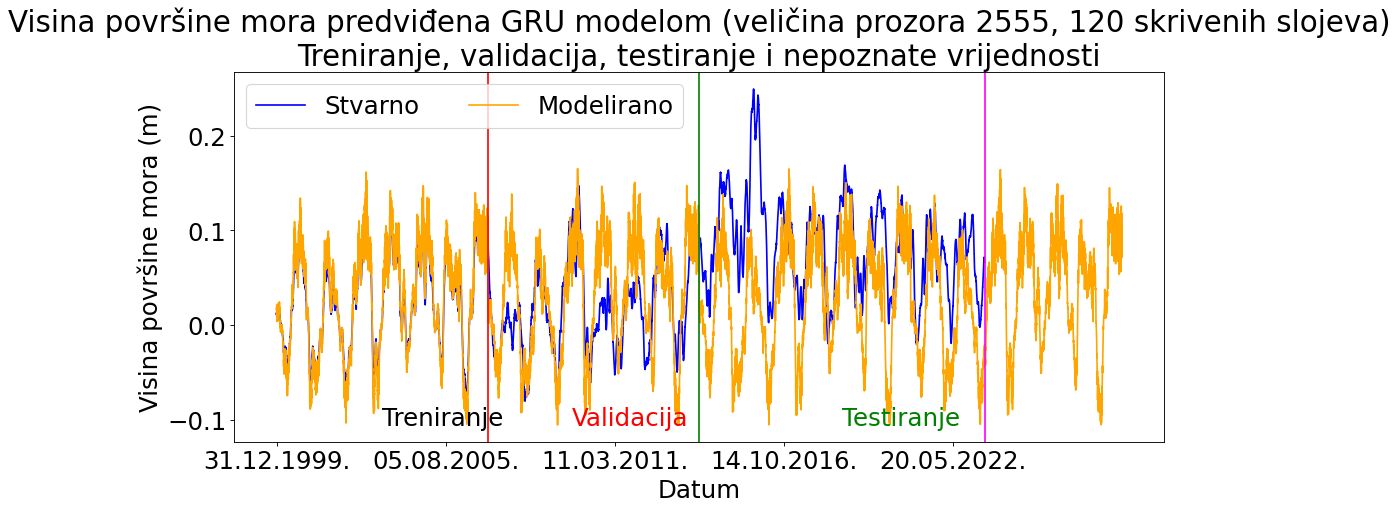 Visina površine mora predviđena GRU modelom (veličina prozora 2555, 120 skrivenih slojeva)
Treniranje, validacija, testiranje i nepoznate vrijednosti
Stvarno Modelirano
Visina površine mora (m)
0.2
0.1
0.0
−0.1
Treniranje Validacija Testiranje
31.12.1999. 05.08.2005. 11.03.2011. 14.10.2016. 20.05.2022.
Datum